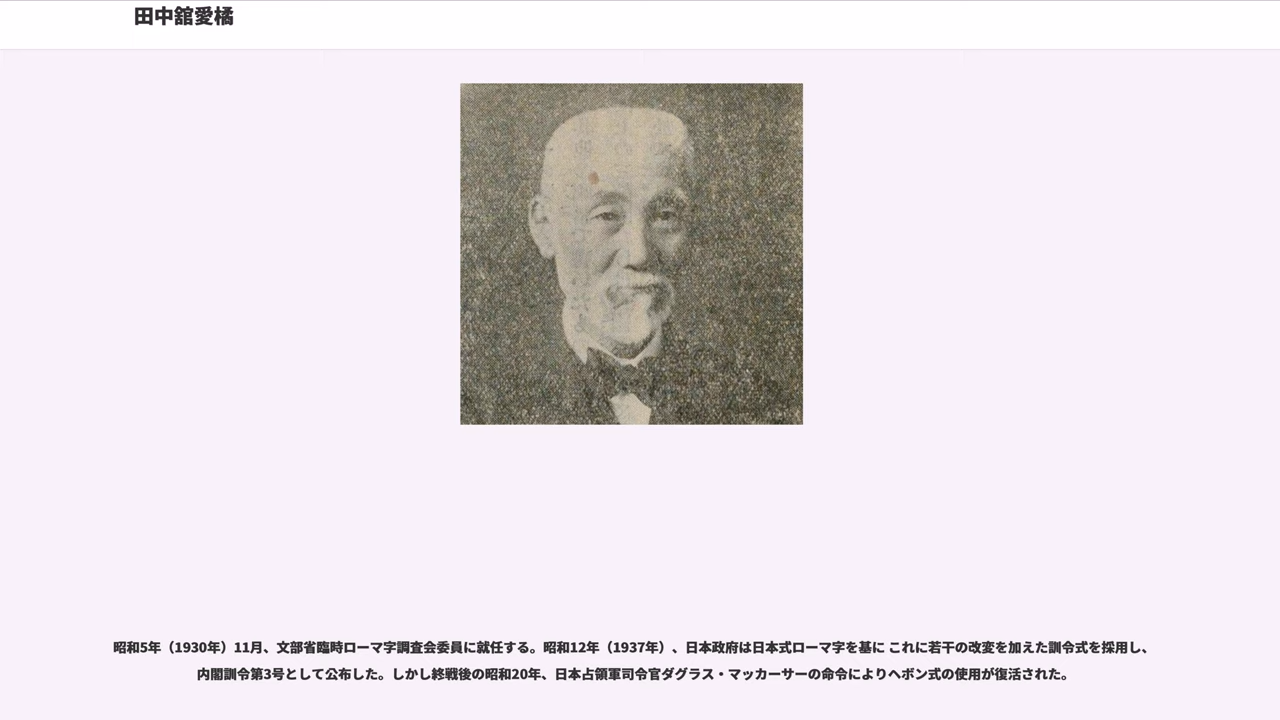 田中舘愛橘
昭和5年（1930年）11月、文部省臨時ローマ字調査会委員に就任する。昭和12年（1937年）、日本政府は日本式ローマ字を基に これに若干の改変を加えた訓令式を採用し、
内閣訓令第3号として公布した。しかし終戦後の昭和20年、日本占領軍司令官ダグラス・マッカーサーの命令によりヘボン式の使用が復活された。